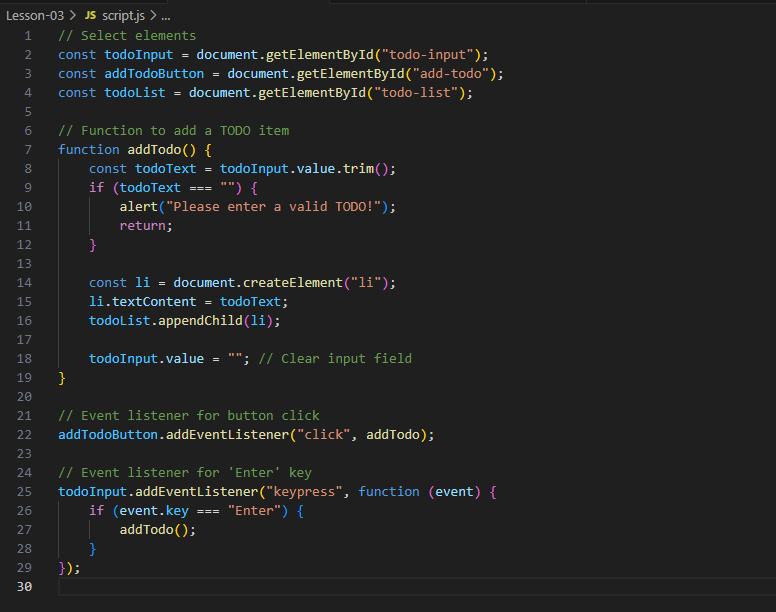 Lesson-03 > JS script.js > ...
1 // Select elements
2 const todoInput = document.getElementById("todo-input");
3 const addTodoButton = document.getElementById("add-todo");
4 const todoList = document.getElementById("todo-list");
5
6 // Function to add a TODO item
7 function addTodo() {
8     const todoText = todoInput.value.trim();
9     if (todoText === "") {
10         alert("Please enter a valid TODO!");
11         return;
12     }
13
14     const li = document.createElement("li");
15     li.textContent = todoText;
16     todoList.appendChild(li);
17
18     todoInput.value = ""; // Clear input field
19 }
20
21 // Event listener for button click
22 addTodoButton.addEventListener("click", addTodo);
23
24 // Event listener for 'Enter' key
25 todoInput.addEventListener("keypress", function (event) {
26     if (event.key === "Enter") {
27         addTodo();
28     }
29 });
30